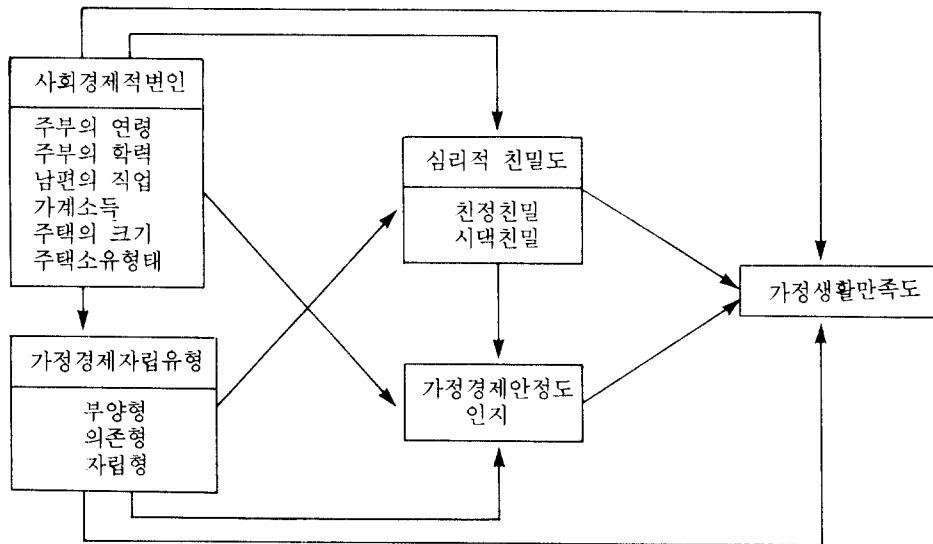 사회경제적변인
주부의 연령
주부의 학력
남편의 직업
가계소득
주택의 크기
주택소유형태
심리적 친밀도
친정친밀
시댁친밀
가정생활만족도
가정경제자립유형
부양형
의존형
자립형
가정경제안정도
인지